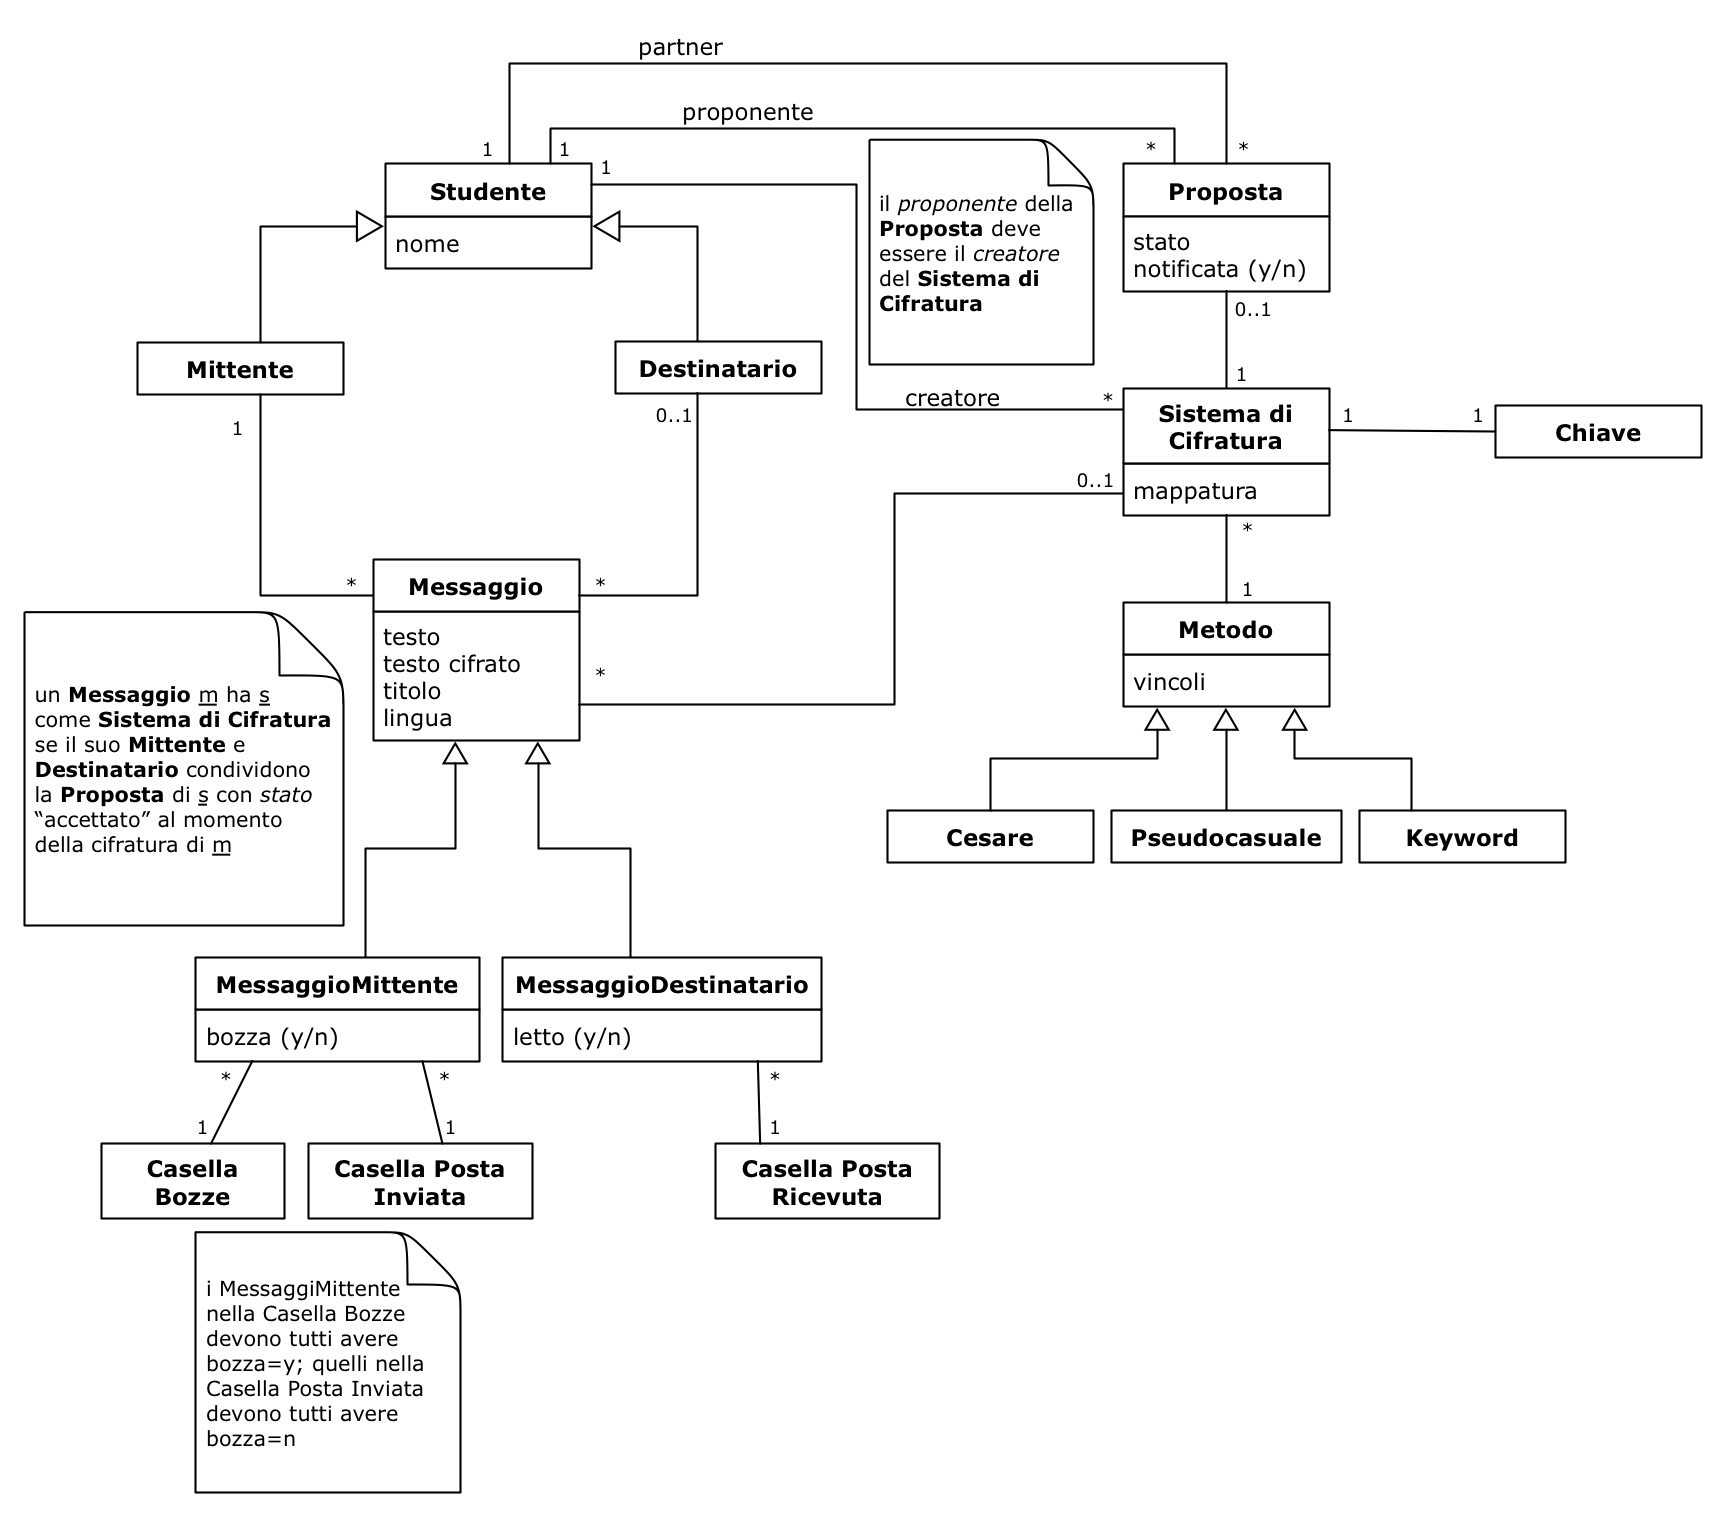 partner
proponente
1
1
1
*
*
Studente
nome
il proponente della
Proposta deve
essere il creatore
del Sistema di
Cifratura
Proposta
stato
notificata (y/n)
0..1
1
Mittente
1
Destinatario
0..1
creatore
*
Sistema di
Cifratura
mappatura
1
1
Chiave
0..1
*
1
*
*
*
Messaggio
testo
testo cifrato
titolo
lingua
Metodo
vincoli
un Messaggio m ha s
come Sistema di Cifratura
se il suo Mittente e
Destinatario condividono
la Proposta di s con stato
“accettato” al momento
della cifratura di m
Cesare
Pseudocasuale
Keyword
MessaggioMittente
bozza (y/n)
MessaggioDestinatario
letto (y/n)
*
*
*
1
1
1
Casella
Bozze
Casella Posta
Inviata
Casella Posta
Ricevuta
i MessaggiMittente
nella Casella Bozze
devono tutti avere
bozza=y; quelli nella
Casella Posta Inviata
devono tutti avere
bozza=n